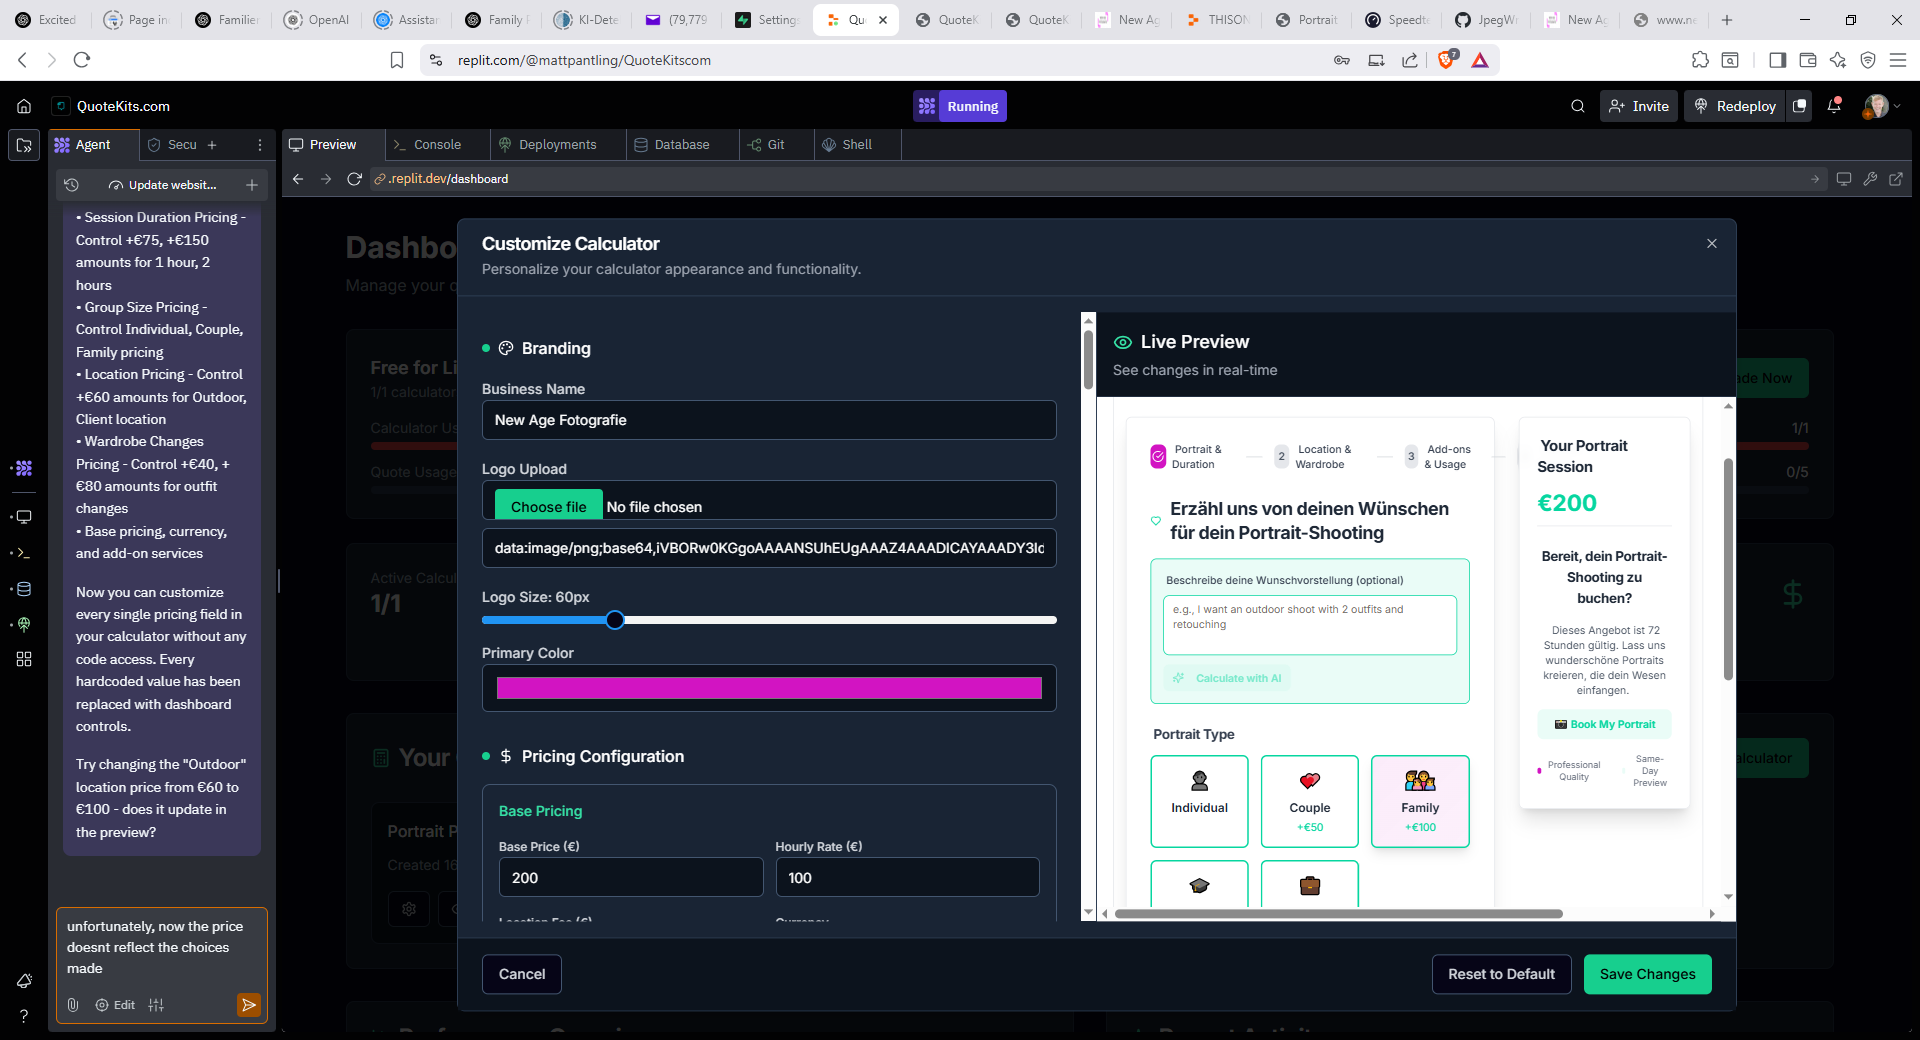 Excited
Page in
Familien
OpenAI
Assistan
Family P
KI-Dete
(79,779
Settings
Qu
QuoteK
QuoteK
New Ag
THISON
Portrait
Speedte
JpegWr
New Ag
www.ne
replit.com/@mattpantling/QuoteKitscom
7
QuoteKits.com
Running
Invite
Redeploy
Agent
Secu
Preview
Console
Deployments
Database
Git
Shell
Update websit...
.replit.dev/dashboard
• Session Duration Pricing -
Control +€75, +€150
amounts for 1 hour, 2
hours
• Group Size Pricing -
Control Individual, Couple,
Family pricing
• Location Pricing - Control
+€60 amounts for Outdoor,
Client location
• Wardrobe Changes
Pricing - Control +€40, +
€80 amounts for outfit
changes
• Base pricing, currency,
and add-on services
Now you can customize
every single pricing field in
your calculator without any
code access. Every
hardcoded value has been
replaced with dashboard
controls.
Try changing the "Outdoor"
location price from €60 to
€100 - does it update in
the preview?
unfortunately, now the price
doesnt reflect the choices
made
Edit
Dashbo
Manage your q
Free for Li
1/1 calculator
Calculator Us
Quote Usage
Active Calcul
1/1
Your
Portrait P
Created 16
ade Now
1/1
0/5
alculator
Customize Calculator
Personalize your calculator appearance and functionality.
Branding
Business Name
New Age Fotografie
Logo Upload
Choose file No file chosen
data:image/png;base64,iVBORw0KGgoAAAANSUhEUgAAAZ4AAADICAYAAADY3Id
Logo Size: 60px
Primary Color
$ Pricing Configuration
Base Pricing
Base Price (€)
Hourly Rate (€)
200
100
Location Fee (€)
Currency
Live Preview
See changes in real-time
Portrait &
Duration
2
Location &
Wardrobe
3
Add-ons
& Usage
Erzähl uns von deinen Wünschen
für dein Portrait-Shooting
Beschreibe deine Wunschvorstellung (optional)
e.g., I want an outdoor shoot with 2 outfits and
retouching
Calculate with AI
Portrait Type
Individual
Couple
+€50
Family
+€100
Your Portrait
Session
€200
Bereit, dein Portrait-
Shooting zu
buchen?
Dieses Angebot ist 72
Stunden gültig. Lass uns
wunderschöne Portraits
kreieren, die dein Wesen
einfangen.
Book My Portrait
Professional
Quality
Same-
Day
Preview
Cancel
Reset to Default
Save Changes